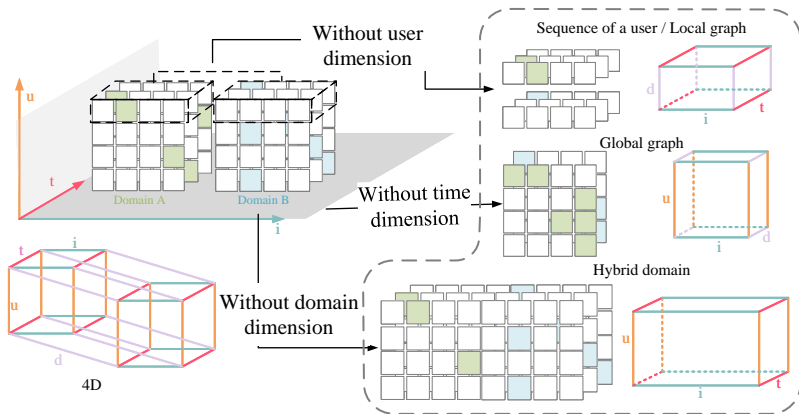 Without user
dimension
Sequence of a user / Local graph
u
t
Domain A
Domain B
i
d
i
t
Without time
dimension
Global graph
u
i
d
t
i
u
d
4D
Without domain
dimension
Hybrid domain
u
i
t